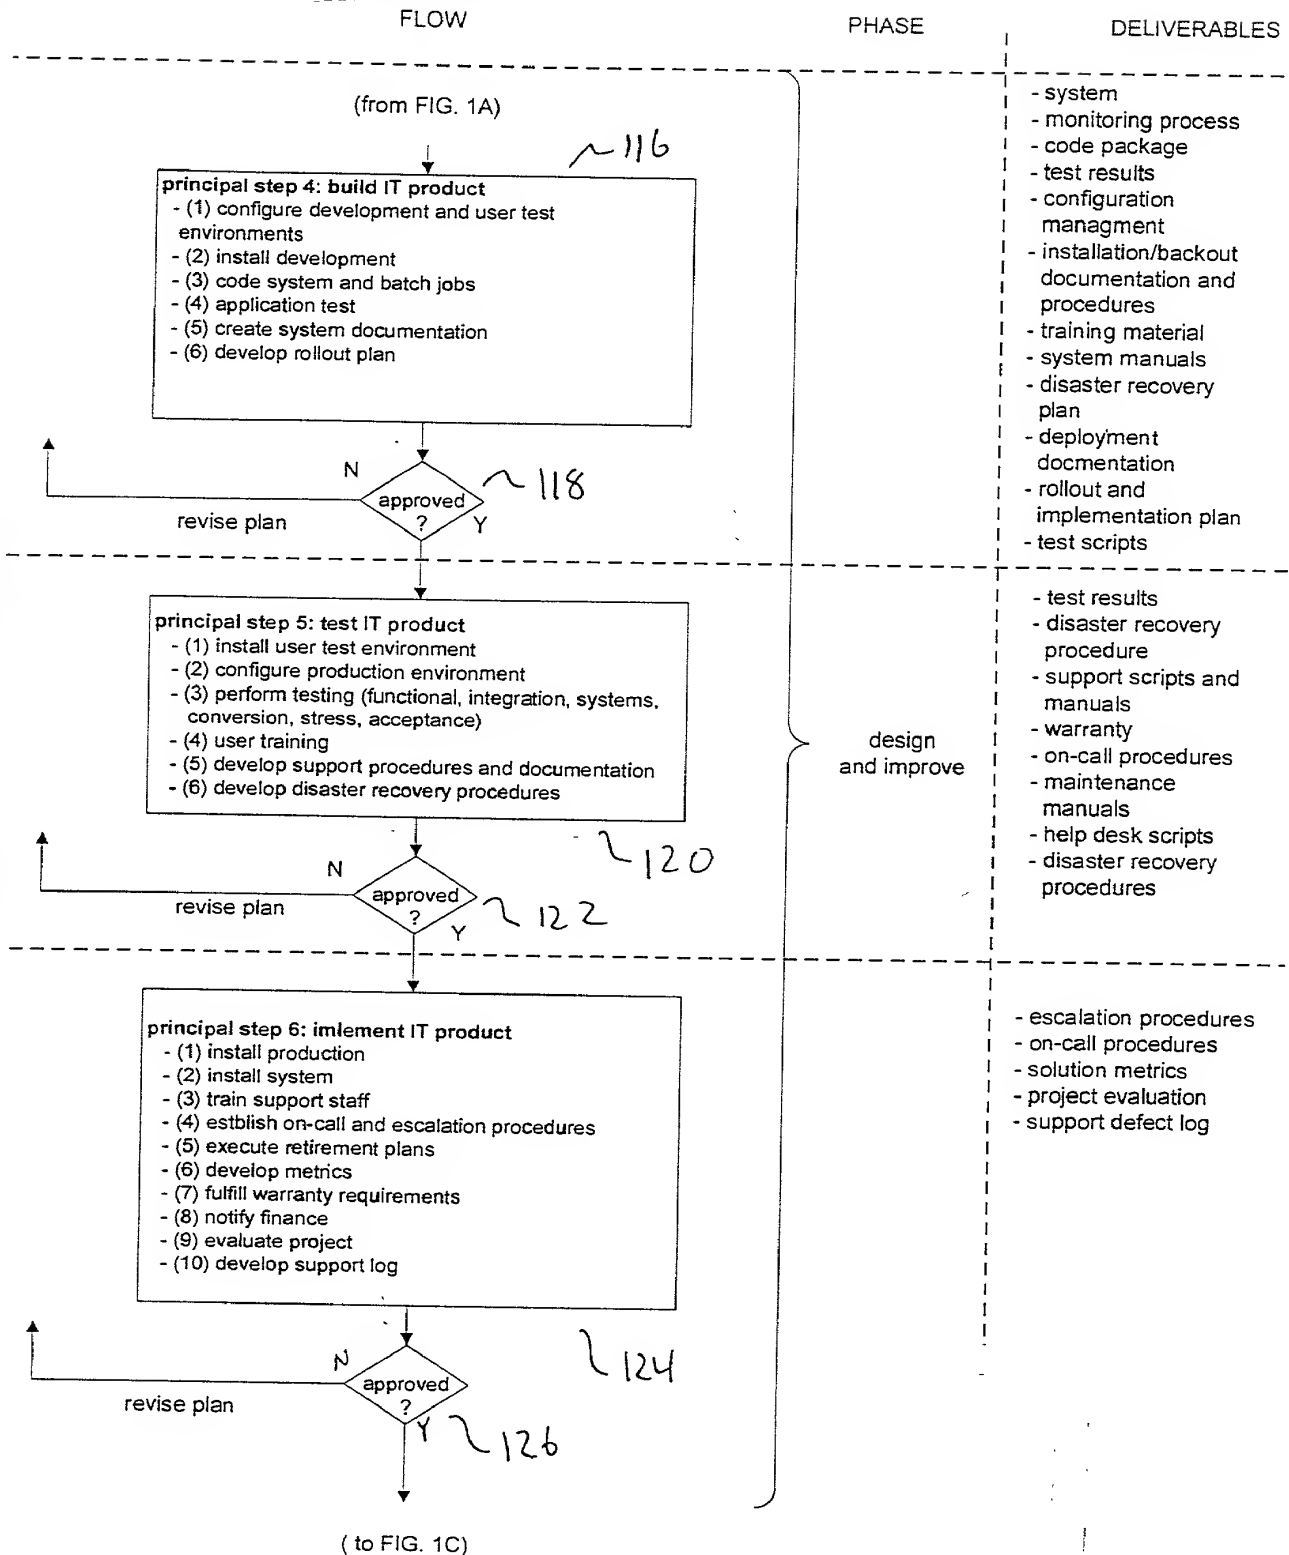 FLOW
PHASE
DELIVERABLES
(from FIG. 1A)
116
principal step 4: build IT product
- (1) configure development and user test
environments
- (2) install development
- (3) code system and batch jobs
- (4) application test
- (5) create system documentation
- (6) develop rollout plan
N
approved
?
Y
118
revise plan
- system
- monitoring process
- code package
- test results
- configuration
managment
- installation/backout
documentation and
procedures
- training material
- system manuals
- disaster recovery
plan
- deployment
docmentation
- rollout and
implementation plan
- test scripts
principal step 5: test IT product
- (1) install user test environment
- (2) configure production environment
- (3) perform testing (functional, integration, systems,
conversion, stress, acceptance)
- (4) user training
- (5) develop support procedures and documentation
- (6) develop disaster recovery procedures
120
N
approved
?
Y
122
revise plan
design
and improve
- test results
- disaster recovery
procedure
- support scripts and
manuals
- warranty
- on-call procedures
- maintenance
manuals
- help desk scripts
- disaster recovery
procedures
principal step 6: imlement IT product
- (1) install production
- (2) install system
- (3) train support staff
- (4) estblish on-call and escalation procedures
- (5) execute retirement plans
- (6) develop metrics
- (7) fulfill warranty requirements
- (8) notify finance
- (9) evaluate project
- (10) develop support log
124
N
approved
?
Y
126
revise plan
- escalation procedures
- on-call procedures
- solution metrics
- project evaluation
- support defect log
( to FIG. 1C)